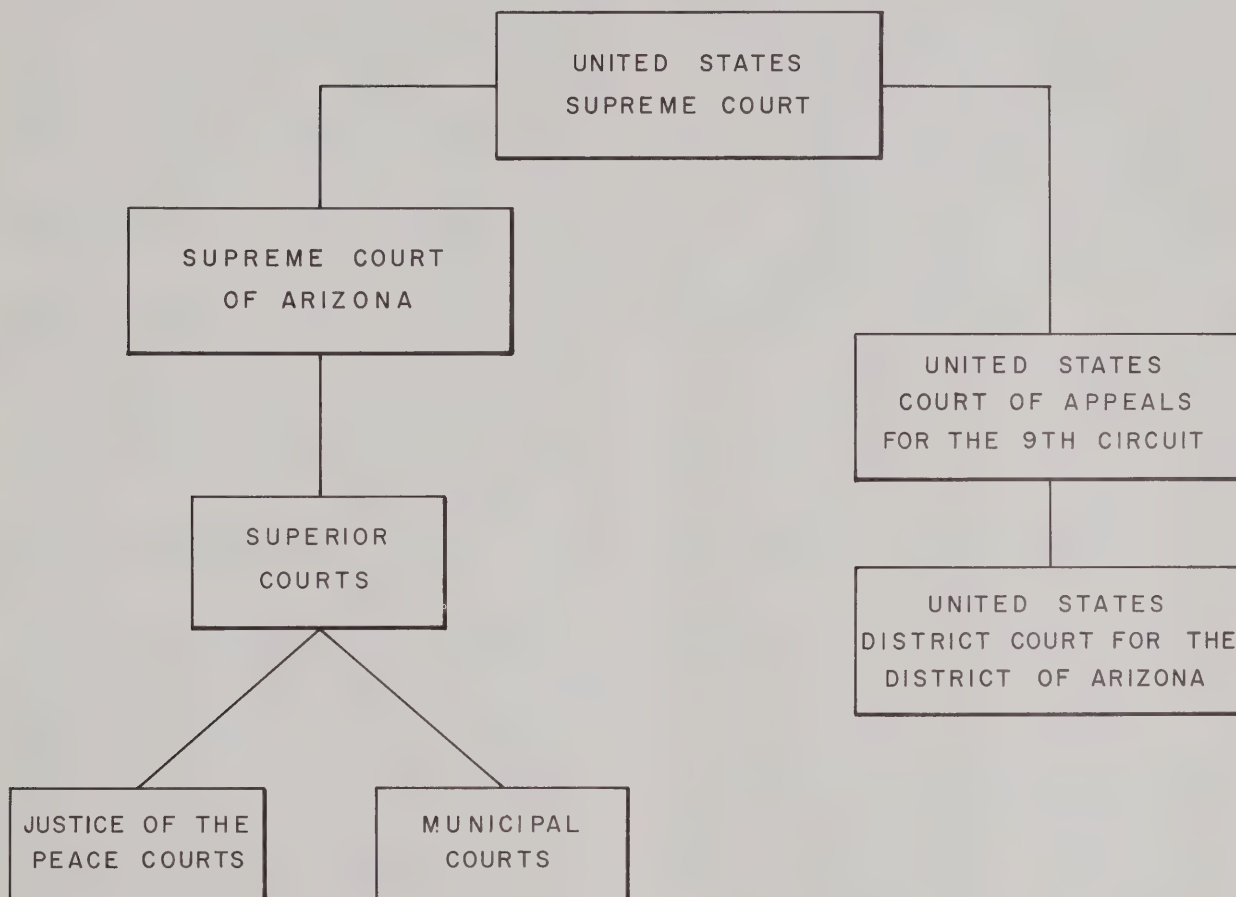 UNITED STATES
SUPREME COURT
SUPREME COURT
OF ARIZONA
UNITED STATES
COURT OF APPEALS
FOR THE 9TH CIRCUIT
SUPERIOR
COURTS
UNITED STATES
DISTRICT COURT FOR THE
DISTRICT OF ARIZONA
JUSTICE OF THE
PEACE COURTS
MUNICIPAL
COURTS